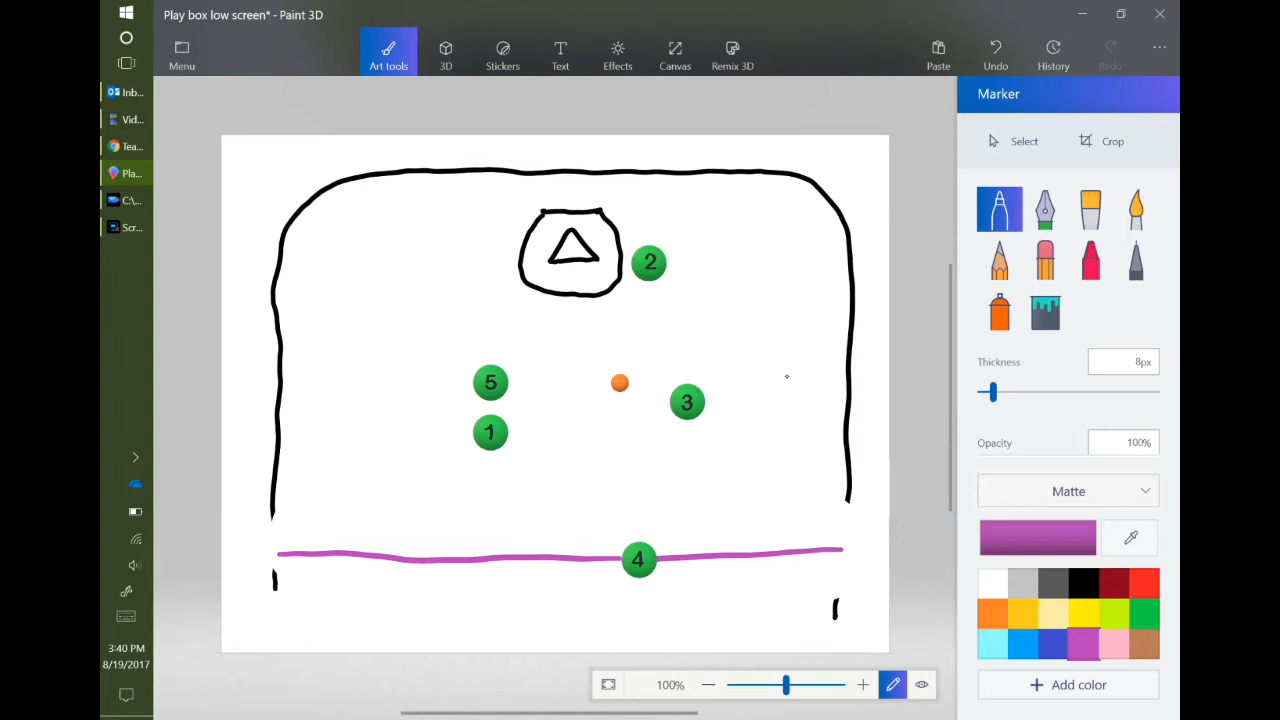 Play box low screen* - Paint 3D
Menu
Art tools
3D
Stickers
Text
Effects
Canvas
Remix 3D
Paste
Undo
History
Redo
Inb...
Vid...
Tea...
Pla...
C:\...
Scr...
3:40 PM
8/19/2017
2
5
3
1
4
100%
Marker
Select
Crop
Thickness
8px
Opacity
100%
Matte
Add color